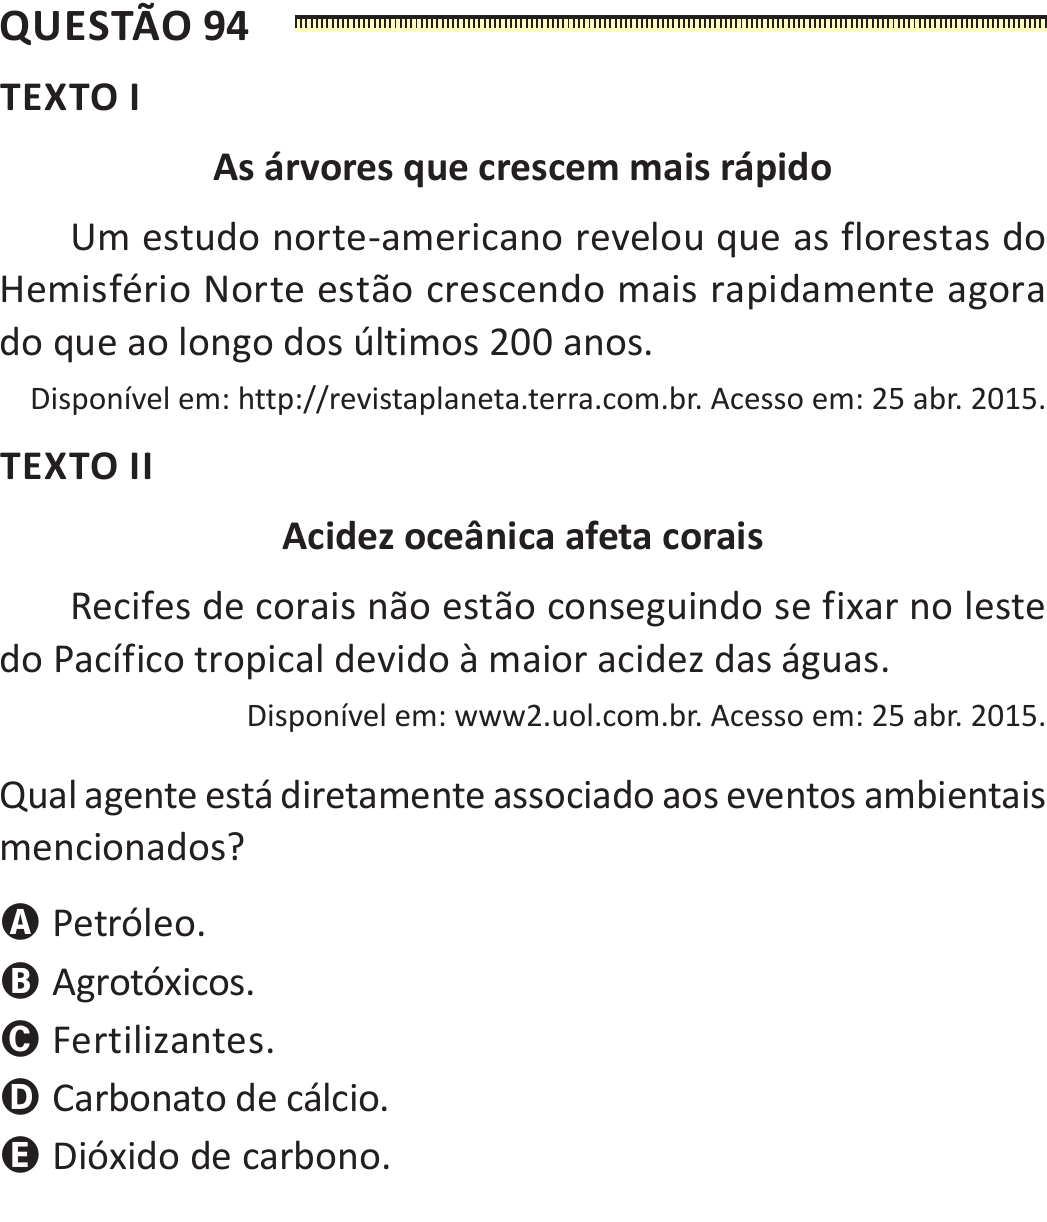 QUESTÃO 94
TEXTO I
As árvores que crescem mais rápido
Um estudo norte-americano revelou que as florestas do
Hemisfério Norte estão crescendo mais rapidamente agora
do que ao longo dos últimos 200 anos.
Disponível em: http://revistaplaneta.terra.com.br. Acesso em: 25 abr. 2015.
TEXTO II
Acidez oceânica afeta corais
Recifes de corais não estão conseguindo se fixar no leste
do Pacífico tropical devido à maior acidez das águas.
Disponível em: www2.uol.com.br. Acesso em: 25 abr. 2015.
Qual agente está diretamente associado aos eventos ambientais
mencionados?
A Petróleo.
B Agrotóxicos.
C Fertilizantes.
D Carbonato de cálcio.
E Dióxido de carbono.